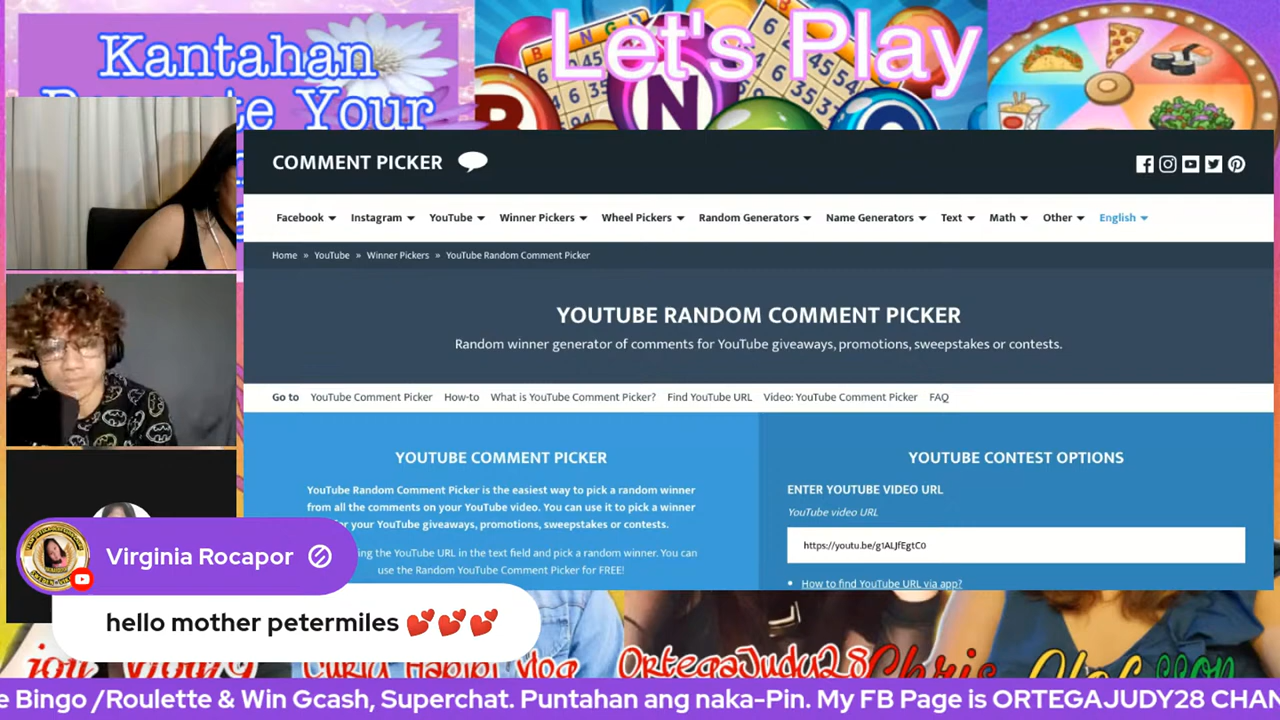 Kantahan
Let's Play
Your
B I N G O
N
COMMENT PICKER
Facebook Instagram YouTube Winner Pickers Wheel Pickers Random Generators Name Generators Text Math Other English
Home » YouTube » Winner Pickers » YouTube Random Comment Picker
YOUTUBE RANDOM COMMENT PICKER
Random winner generator of comments for YouTube giveaways, promotions, sweepstakes or contests.
Go to YouTube Comment Picker How-to What is YouTube Comment Picker? Find YouTube URL Video: YouTube Comment Picker FAQ
YOUTUBE COMMENT PICKER
YouTube Random Comment Picker is the easiest way to pick a random winner
from all the comments on your YouTube video. You can use it to pick a winner
for your YouTube giveaways, promotions, sweepstakes or contests.
ing the YouTube URL in the text field and pick a random winner. You can
use the Random YouTube Comment Picker for FREE!
YOUTUBE CONTEST OPTIONS
ENTER YOUTUBE VIDEO URL
YouTube video URL
https://youtu.be/g1ALJfEgtC0
How to find YouTube URL via app?
Virginia Rocapor
hello mother petermiles 💕💕💕
OrtegaJudy28
e Bingo /Roulette & Win Gcash, Superchat. Puntahan ang naka-Pin. My FB Page is ORTEGAJUDY28 CHAN